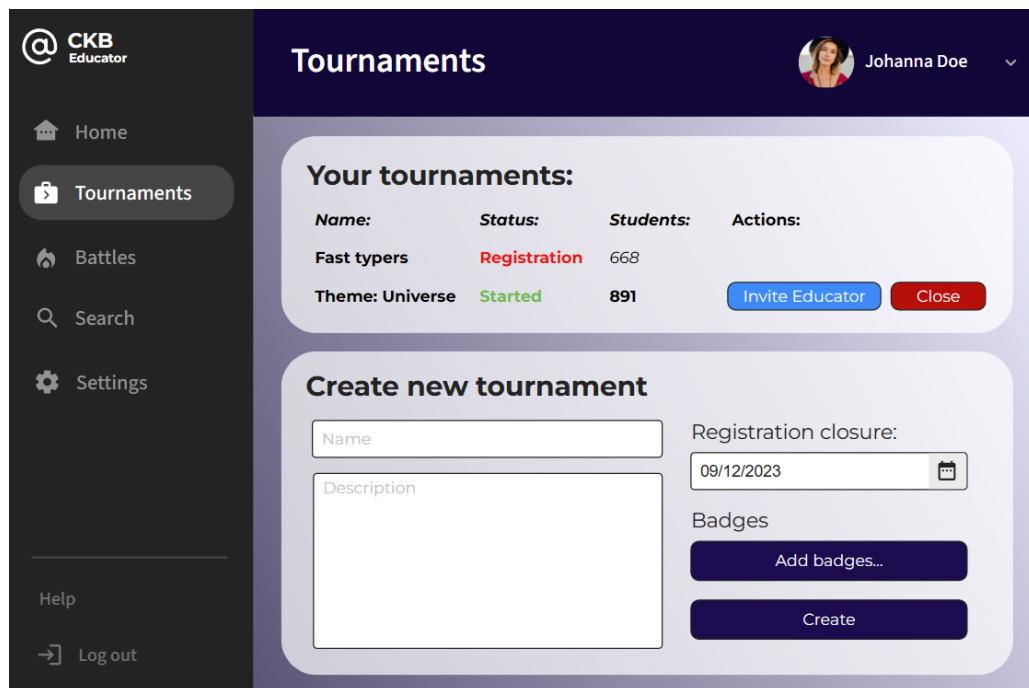 @ CKB
Educator
Tournaments
Johanna Doe
Home
Tournaments
Battles
Search
Settings
Help
Log out
Your tournaments:
Name: Status: Students: Actions:
Fast typers Registration 668
Theme: Universe Started 891 Invite Educator Close
Create new tournament
Name
Description
Registration closure:
09/12/2023
Badges
Add badges...
Create